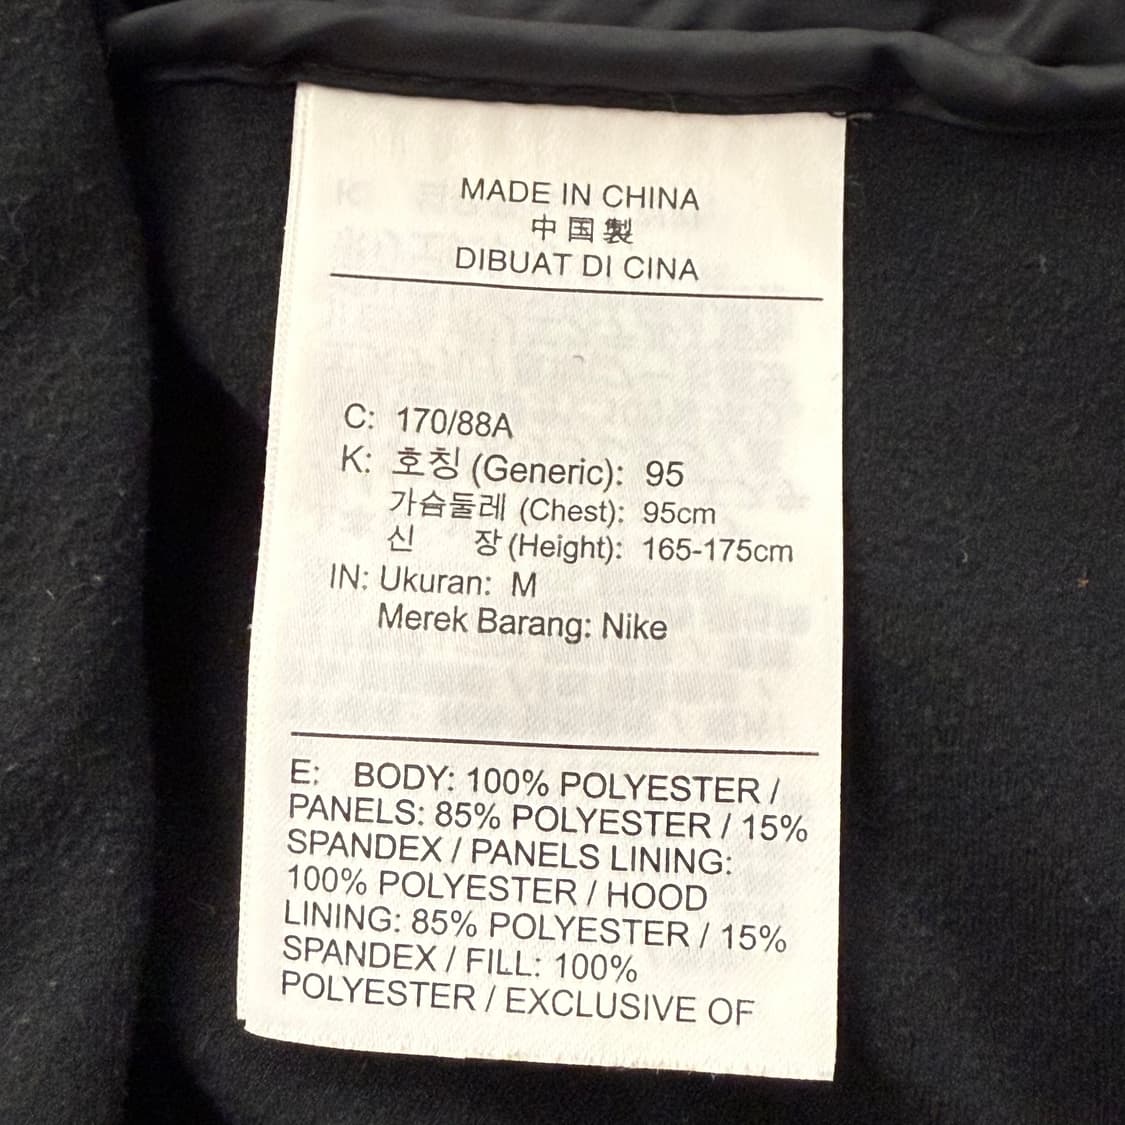 MADE IN CHINA
中国製
DIBUAT DI CINA
C: 170/88A
K: 호칭 (Generic): 95
가슴둘레 (Chest): 95cm
신 장 (Height): 165-175cm
IN: Ukuran: M
Merek Barang: Nike
E: BODY: 100% POLYESTER /
PANELS: 85% POLYESTER / 15%
SPANDEX / PANELS LINING:
100% POLYESTER / HOOD
LINING: 85% POLYESTER / 15%
SPANDEX / FILL: 100%
POLYESTER / EXCLUSIVE OF